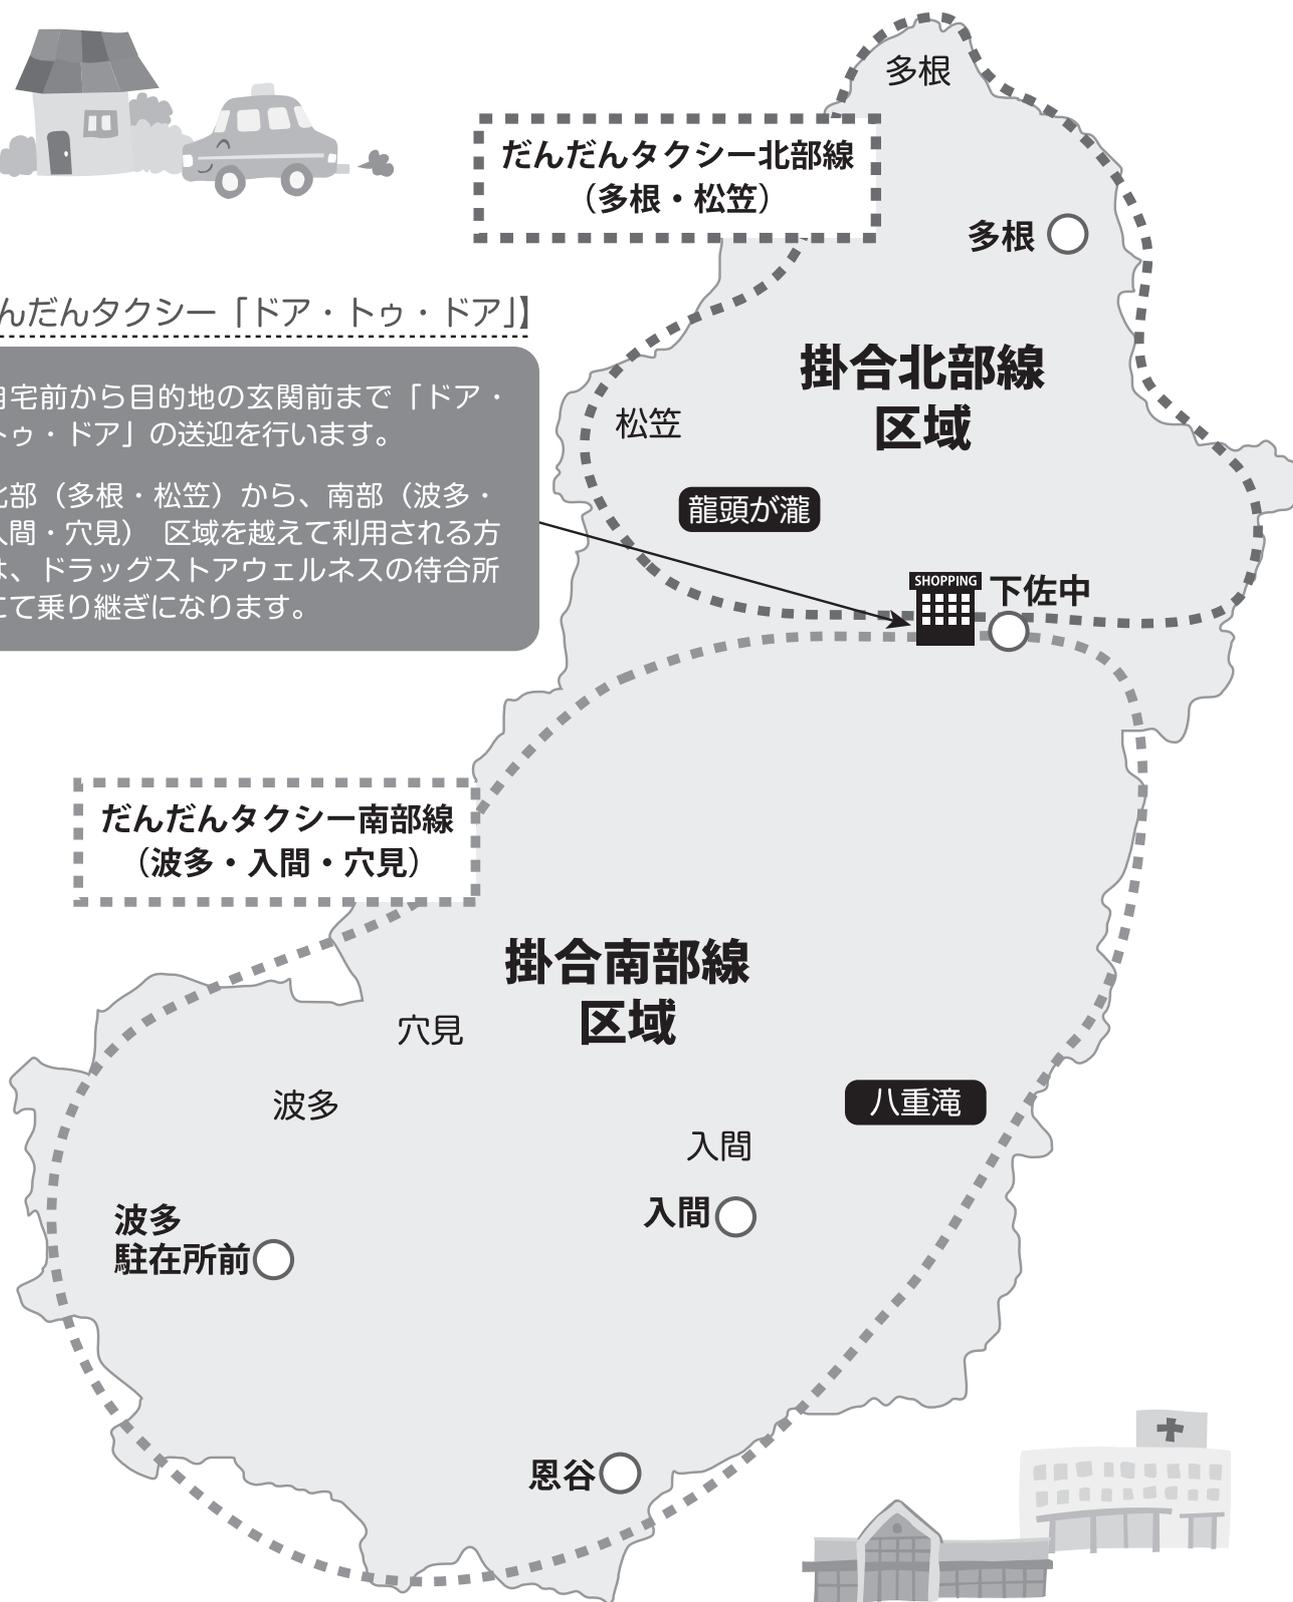 多根
だんだんタクシー北部線
（多根・松笠）
多根
んだんタクシー「ドア・トゥ・ドア」】
自宅前から目的地の玄関前まで「ドア・
トゥ・ドア」の送迎を行います。
北部（多根・松笠）から、南部（波多・
入間・穴見）　区域を越えて利用される方
は、ドラッグストアウェルネスの待合所
にて乗り継ぎになります。
掛合北部線
区域
松笠
龍頭が瀧
SHOPPING
下佐中
だんだんタクシー南部線
（波多・入間・穴見）
掛合南部線
区域
穴見
波多
八重滝
入間
入間
波多
駐在所前
恩谷